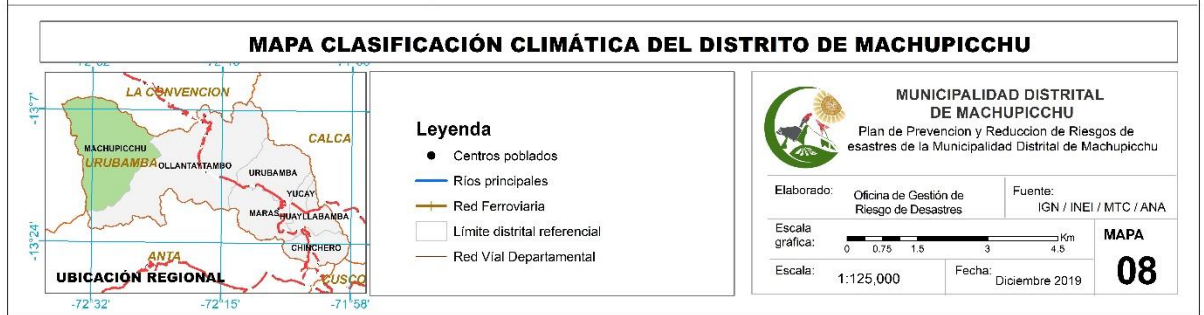 MAPA CLASIFICACIÓN CLIMÁTICA DEL DISTRITO DE MACHUPICCHU
-13°7'
-13°24'
LA CONVENCION
CALCA
MACHUPICCHU
URUBAMBA
OLLANTAYTAMBO
URUBAMBA
YUCAY
MARAS
HUAYLLABAMBA
CHINCHERO
ANTA
CUSCO
UBICACIÓN REGIONAL
-72°32'
-72°15'
-71°58'
Leyenda
Centros poblados
Ríos principales
Red Ferroviaria
Límite distrital referencial
Red Víal Departamental
MUNICIPALIDAD DISTRITAL
DE MACHUPICCHU
Plan de Prevencion y Reduccion de Riesgos de
esastres de la Municipalidad Distrital de Machupicchu
Elaborado:
Oficina de Gestión de
Riesgo de Desastres
Fuente:
IGN / INEI / MTC / ANA
Escala
gráfica:
0 0.75 1.5 3 4.5 Km
Escala:
1:125,000
Fecha:
Diciembre 2019
MAPA
08